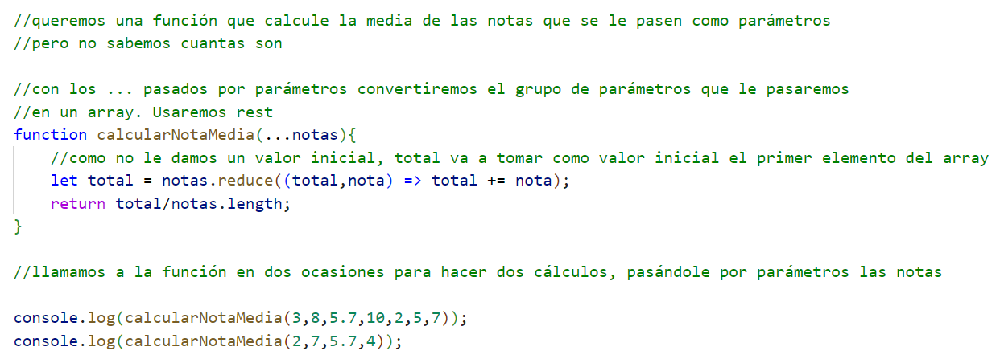 //queremos una función que calcule la media de las notas que se le pasen como parámetros
//pero no sabemos cuantas son
//con los ... pasados por parámetros convertiremos el grupo de parámetros que le pasaremos
//en un array. Usaremos rest
function calcularNotaMedia(...notas){
    //como no le damos un valor inicial, total va a tomar como valor inicial el primer elemento del array
    let total = notas.reduce((total,nota) => total += nota);
    return total/notas.length;
}
//llamamos a la función en dos ocasiones para hacer dos cálculos, pasándole por parámetros las notas
console.log(calcularNotaMedia(3,8,5.7,10,2,5,7));
console.log(calcularNotaMedia(2,7,5.7,4));